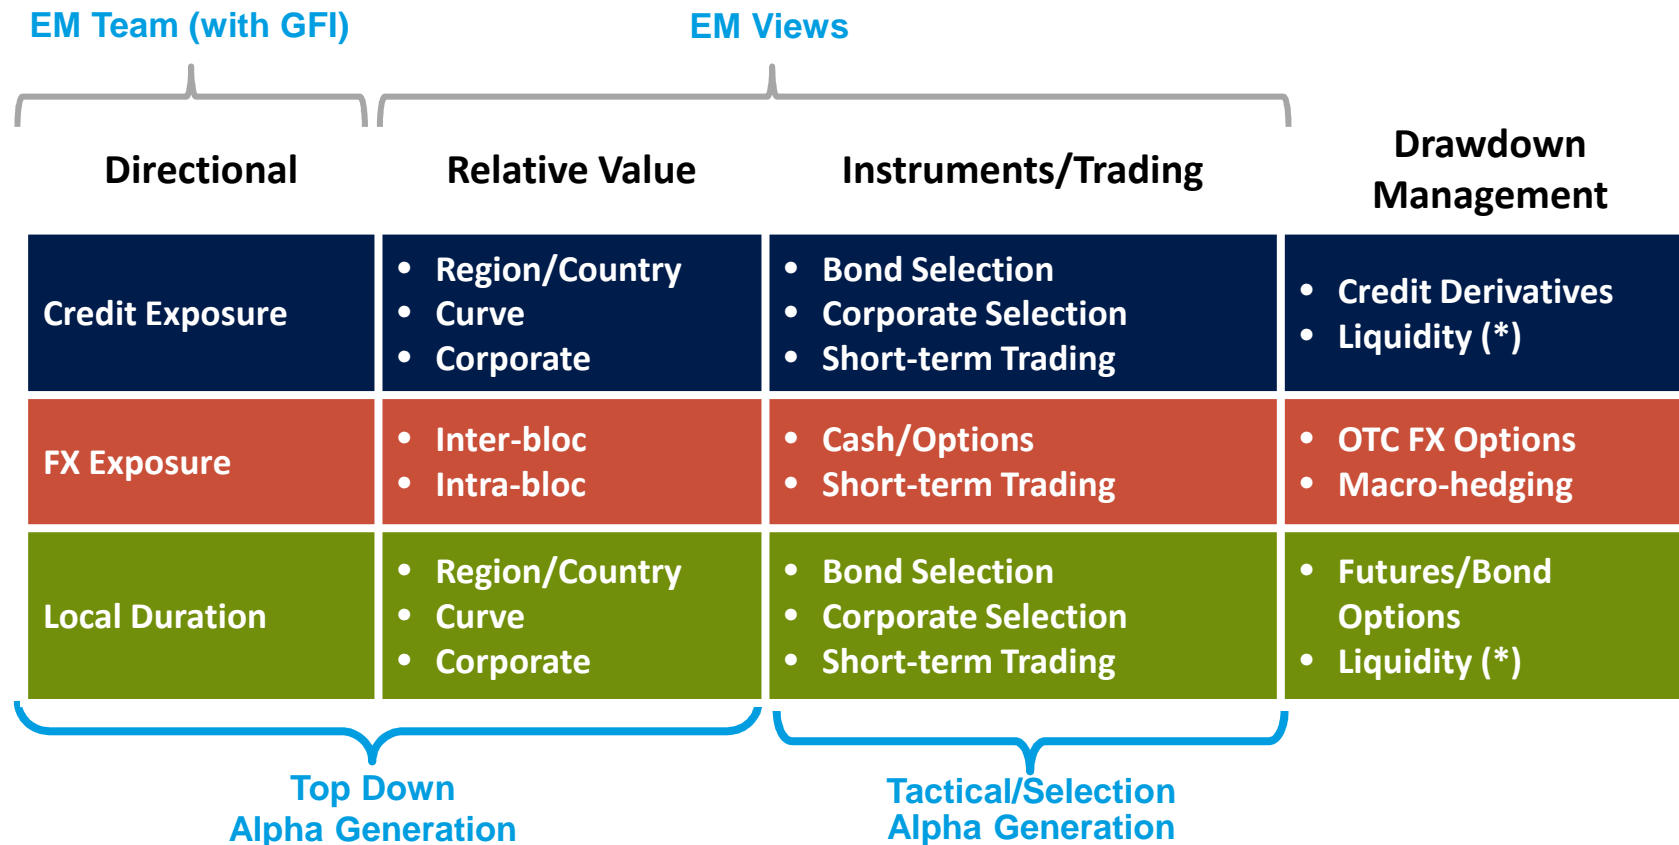 EM Team (with GFI)
EM Views
Directional
Relative Value
Instruments/Trading
Drawdown
Management
Credit Exposure
• Region/Country
• Curve
• Corporate
• Bond Selection
• Corporate Selection
• Short-term Trading
• Credit Derivatives
• Liquidity (*)
FX Exposure
• Inter-bloc
• Intra-bloc
• Cash/Options
• Short-term Trading
• OTC FX Options
• Macro-hedging
Local Duration
• Region/Country
• Curve
• Corporate
• Bond Selection
• Corporate Selection
• Short-term Trading
• Futures/Bond
Options
• Liquidity (*)
Top Down
Alpha Generation
Tactical/Selection
Alpha Generation